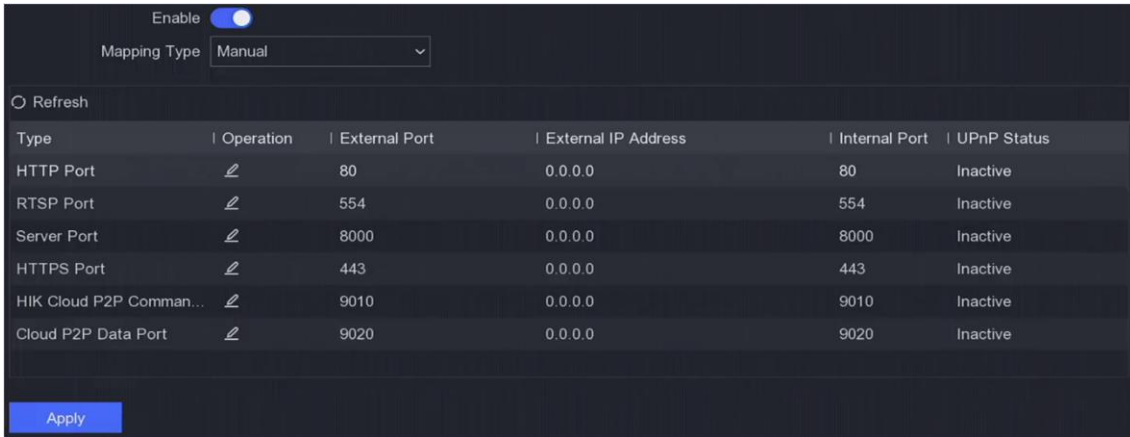 Enable
Mapping Type Manual
Refresh
Type Operation External Port External IP Address Internal Port UPnP Status
HTTP Port 80 0.0.0.0 80 Inactive
RTSP Port 554 0.0.0.0 554 Inactive
Server Port 8000 0.0.0.0 8000 Inactive
HTTPS Port 443 0.0.0.0 443 Inactive
HIK Cloud P2P Comman... 9010 0.0.0.0 9010 Inactive
Cloud P2P Data Port 9020 0.0.0.0 9020 Inactive
Apply